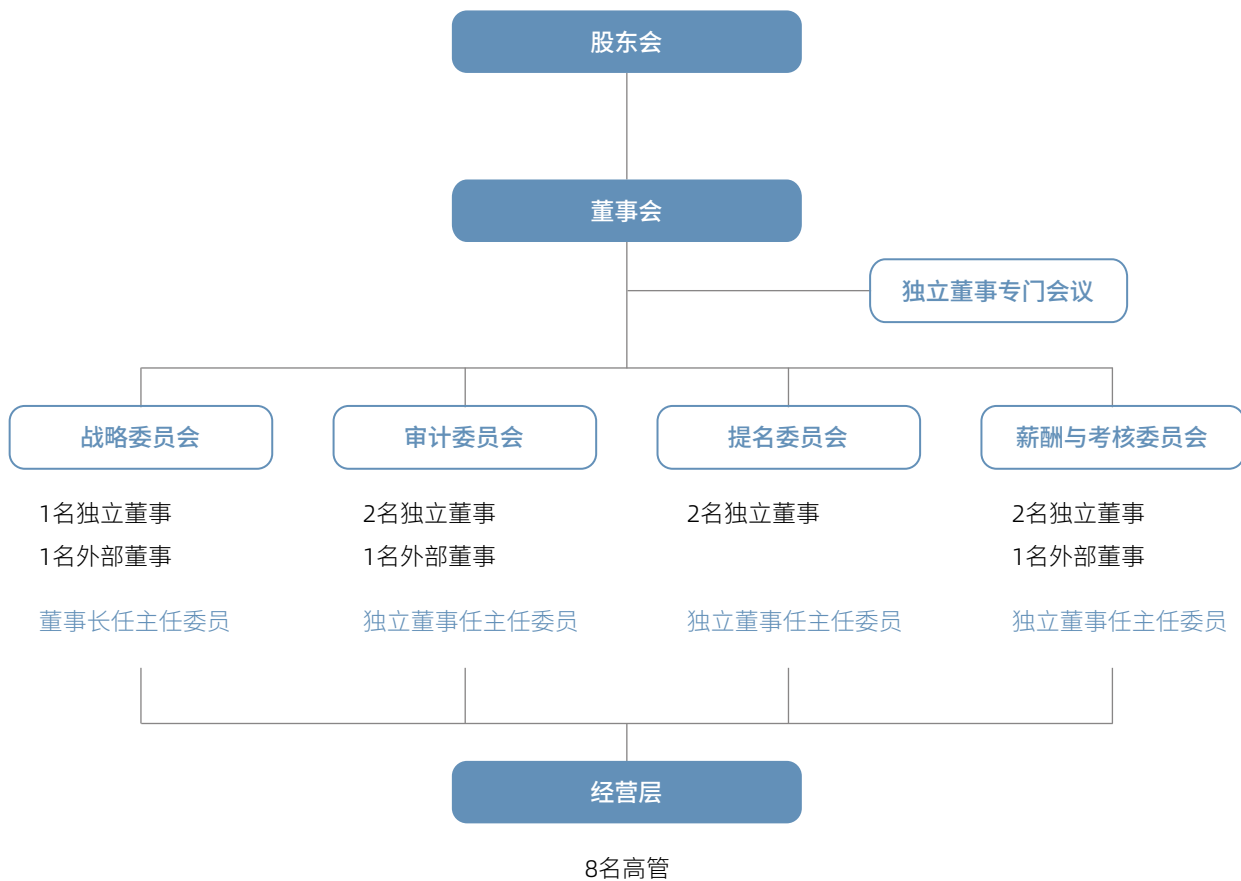 股东会
董事会
独立董事专门会议
战略委员会
审计委员会
提名委员会
薪酬与考核委员会
1名独立董事
1名外部董事
董事长任主任委员
2名独立董事
1名外部董事
独立董事任主任委员
2名独立董事
独立董事任主任委员
2名独立董事
1名外部董事
独立董事任主任委员
经营层
8名高管